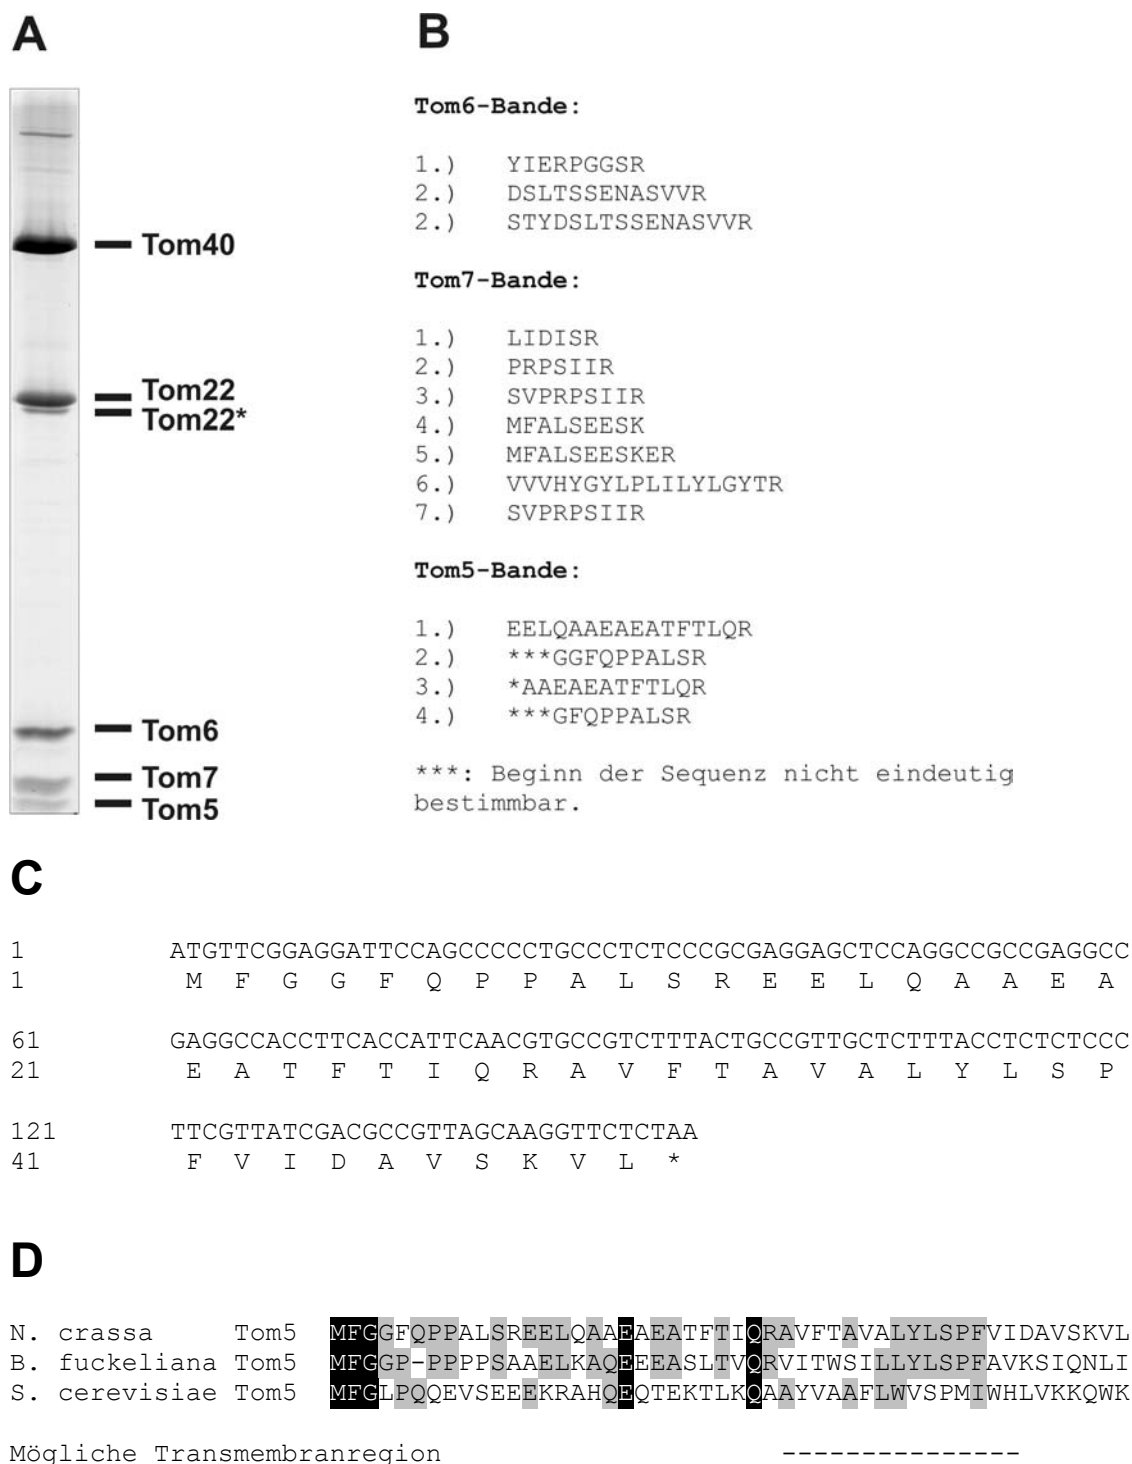 A
Tom40
Tom22
Tom22*
Tom6
Tom7
Tom5
B
Tom6-Bande:
1.) YIERPGGSR
2.) DSLTSSENASVVR
2.) STYDSLTSSENASVVR
Tom7-Bande:
1.) LIDISR
2.) PRPSIIR
3.) SVPRPSIIR
4.) MFALSEESK
5.) MFALSEESKER
6.) VVVHYGYLPLILYLGYTR
7.) SVPRPSIIR
Tom5-Bande:
1.) EELQAAEAEATFTLQR
2.) ***GGFQPPALSR
3.) *AAEAEATFTLQR
4.) ***GFQPPALSR
***: Beginn der Sequenz nicht eindeutig
bestimmbar.
C
1 ATGTTCGGAGGATTCCAGCCCCCTGCCCTCTCCCGCGAGGAGCTCCAGGCCGCCGAGGCC
1 M F G G F Q P P A L S R E E L Q A A E A
61 GAGGCCACCTTCACCATTCAACGTGCCGTCTTTACTGCCGTTGCTCTTTACCTCTCTCCC
21 E A T F T I Q R A V F T A V A L Y L S P
121 TTCGTTATCGACGCCGTTAGCAAGGTTCTCTAA
41 F V I D A V S K V L *
D
N. crassa Tom5 MFGGFQPPALSREELQAAEAEATFTIQRAVFTAVALYLSPFVIDAVSKVL
B. fuckeliana Tom5 MFGGP-PPPPSAAELKAQEEEASLTVQRVITWSILLYLSPFAVKSIQNLI
S. cerevisiae Tom5 MFGLPQQEVSEEEKRAHQEQTEKTLKQAAYVAAFLWVSPMIWHLVKKQWK
Mögliche Transmembranregion ---------------